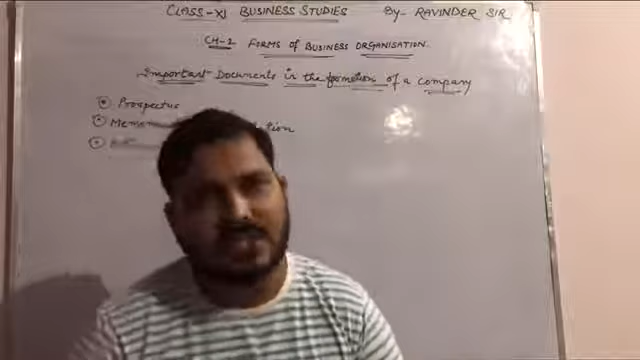 CLASS-XI BUSINESS STUDIES By- RAVINDER SIR
CH-2 FORMS OF BUSINESS ORGANISATION.
Important Documents in the formation of a company
Prospectus